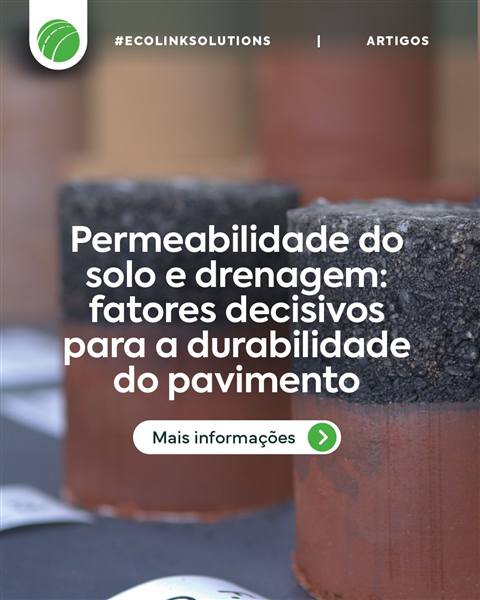 #ECOLINKSOLUTIONS | ARTIGOS
Permeabilidade do
solo e drenagem:
fatores decisivos
para a durabilidade
do pavimento
Mais informações